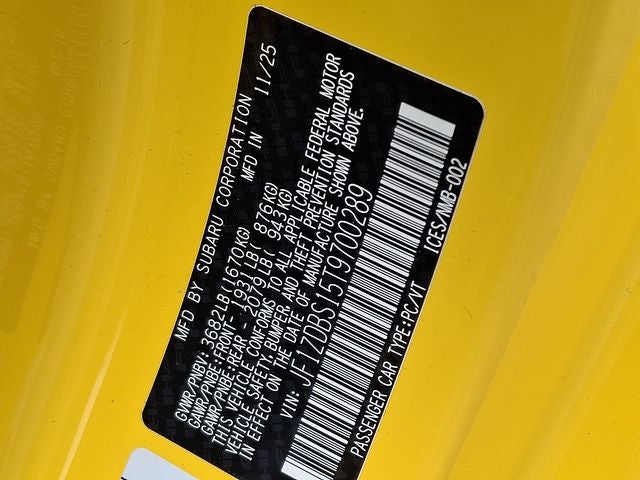 MFD BY SUBARU CORPORATION
MFD IN 11/25
GVWR/PNBV: 3682LB(1670KG)
GAWR/PNBE:FRONT- 1931LB( 876KG)
GAWR/PNBE:REAR -2079LB( 943KG)
THIS VEHICLE CONFORMS TO ALL APPLICABLE FEDERAL MOTOR
VEHICLE SAFETY, BUMPER, AND THEFT PREVENTION STANDARDS
IN EFFECT ON THE DATE OF MANUFACTURE SHOWN ABOVE.
VIN: JF1ZDBS15T9700289
PASSENGER CAR TYPE:PC/VT ICES/NMB-002